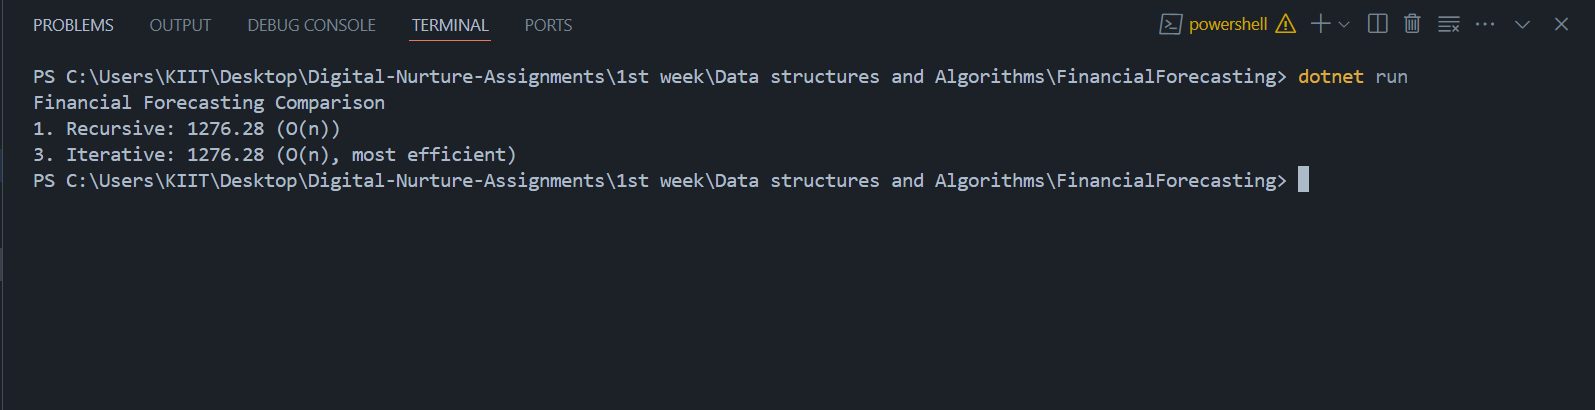 PROBLEMS OUTPUT DEBUG CONSOLE TERMINAL PORTS powershell
PS C:\Users\KIIT\Desktop\Digital-Nurture-Assignments\1st week\Data structures and Algorithms\FinancialForecasting> dotnet run
Financial Forecasting Comparison
1. Recursive: 1276.28 (O(n))
3. Iterative: 1276.28 (O(n), most efficient)
PS C:\Users\KIIT\Desktop\Digital-Nurture-Assignments\1st week\Data structures and Algorithms\FinancialForecasting>